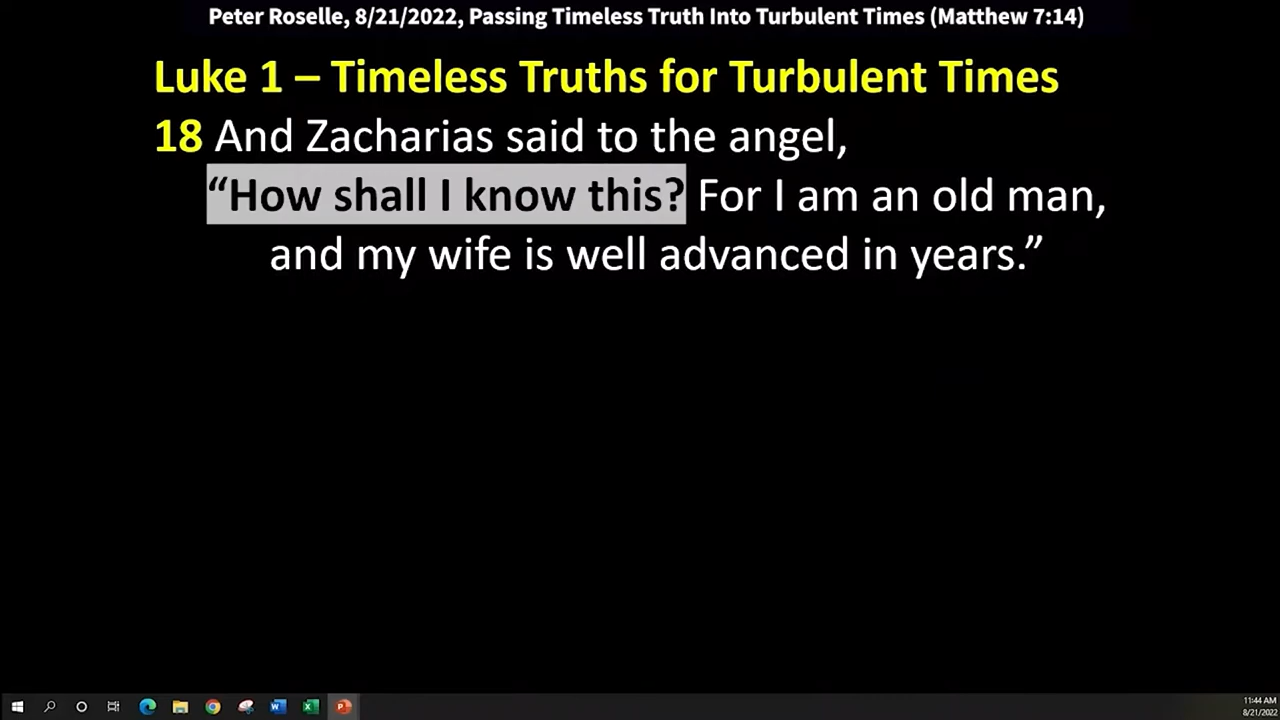 Peter Roselle, 8/21/2022, Passing Timeless Truth Into Turbulent Times (Matthew 7:14)
Luke 1 – Timeless Truths for Turbulent Times
18 And Zacharias said to the angel,
“How shall I know this? For I am an old man,
and my wife is well advanced in years.”
11:44 AM
8/21/2022